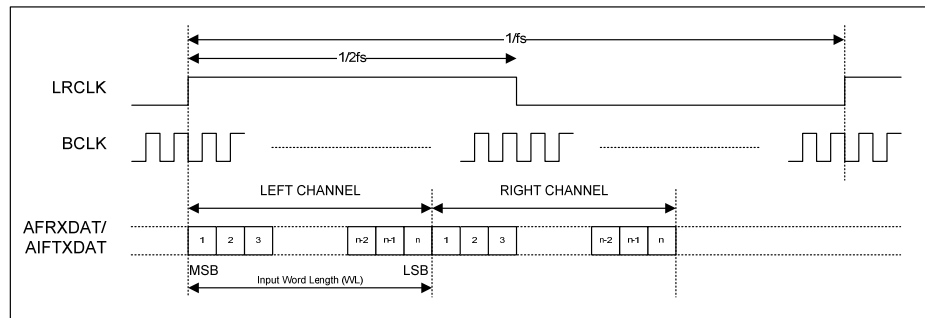 1/fs
1/2fs
LRCLK
BCLK
LEFT CHANNEL RIGHT CHANNEL
AFRXDAT/
AIFTXDAT
1 2 3 n-2 n-1 n 1 2 3 n-2 n-1 n
MSB LSB
Input Word Length (WL)